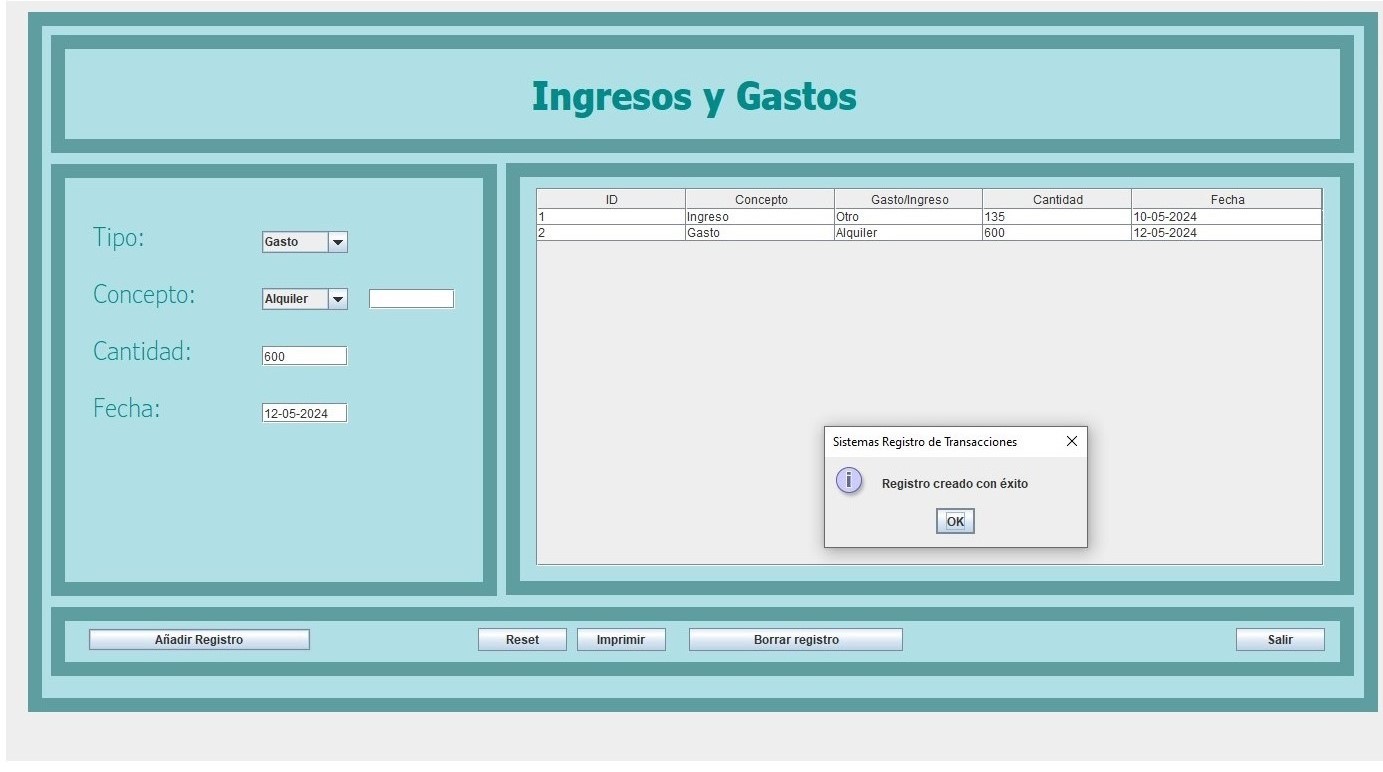 Ingresos y Gastos
Tipo: Gasto
Concepto: Alquiler
Cantidad: 600
Fecha: 12-05-2024
ID Concepto Gasto/Ingreso Cantidad Fecha
1 Ingreso Otro 135 10-05-2024
2 Gasto Alquiler 600 12-05-2024
Sistemas Registro de Transacciones
i Registro creado con éxito
OK
Añadir Registro Reset Imprimir Borrar registro Salir